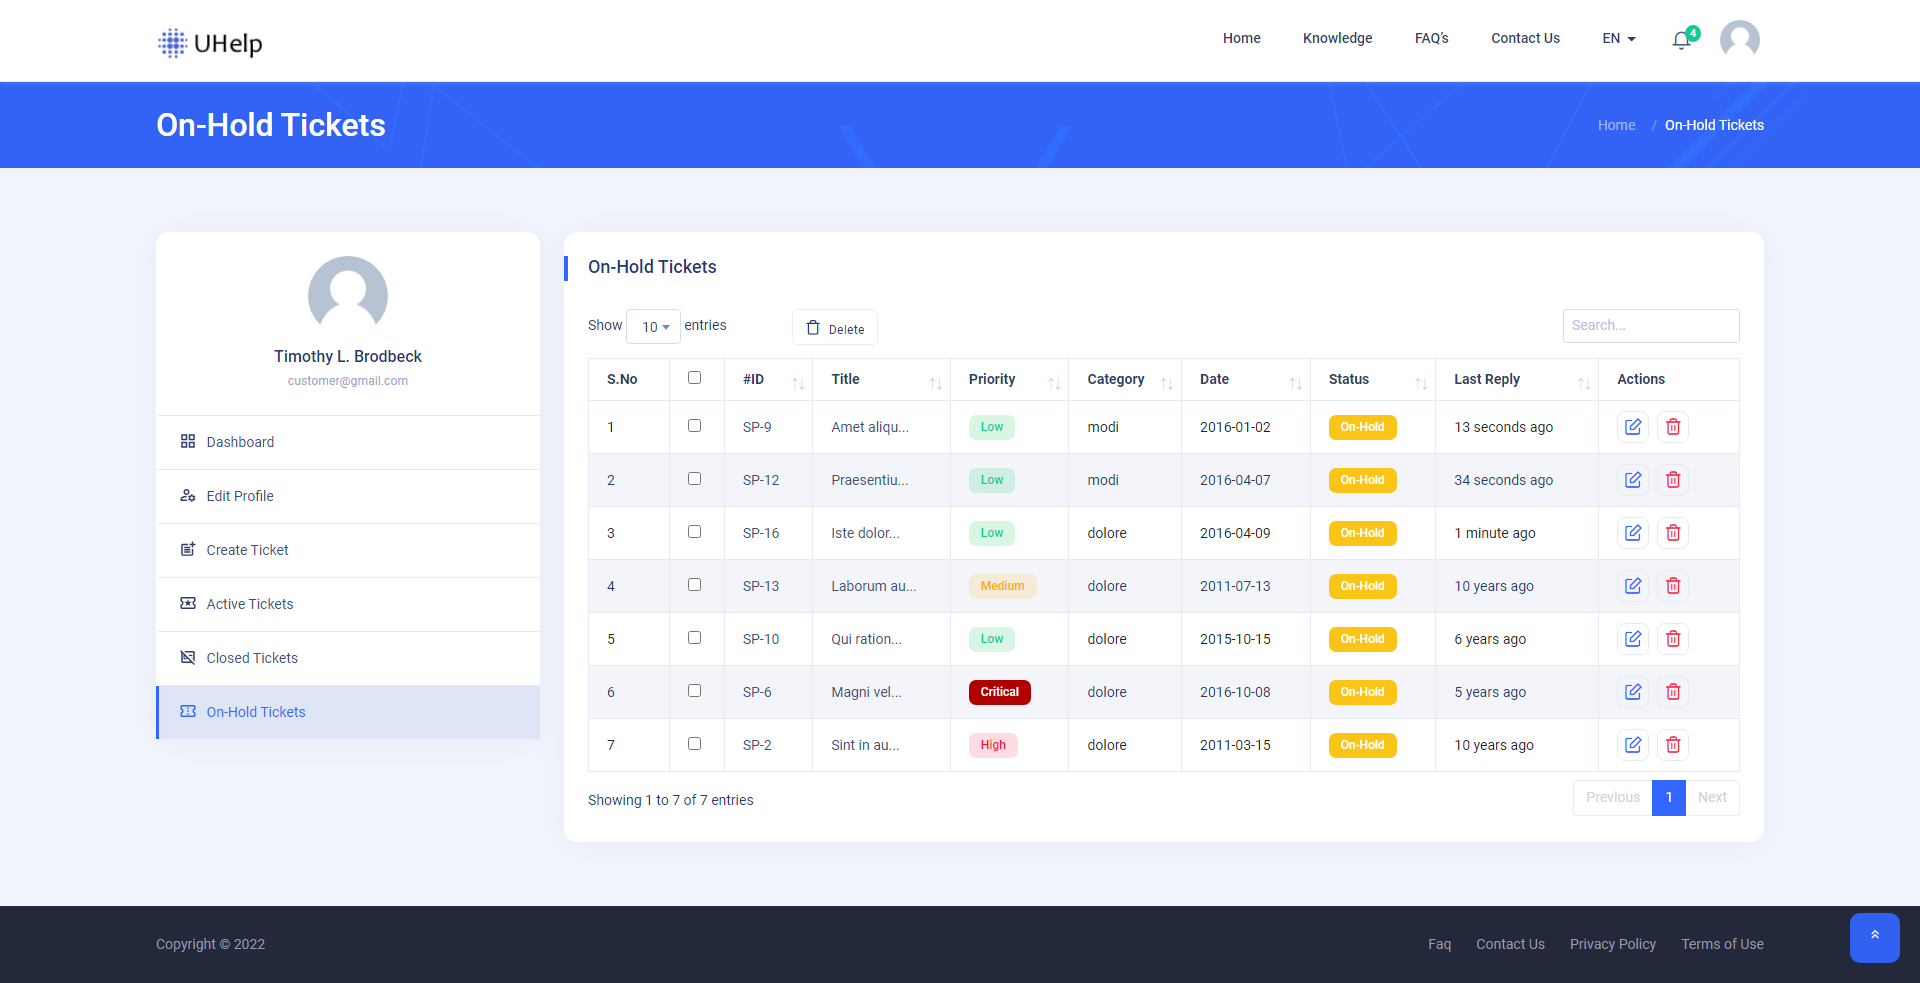 UHelp
Home Knowledge FAQ's Contact Us EN 4
On-Hold Tickets
Home / On-Hold Tickets
Timothy L. Brodbeck
customer@gmail.com
Dashboard
Edit Profile
Create Ticket
Active Tickets
Closed Tickets
On-Hold Tickets
On-Hold Tickets
Show 10 entries Delete Search...
S.No #ID Title Priority Category Date Status Last Reply Actions
1 SP-9 Amet aliqu... Low modi 2016-01-02 On-Hold 13 seconds ago
2 SP-12 Praesentiu... Low modi 2016-04-07 On-Hold 34 seconds ago
3 SP-16 Iste dolor... Low dolore 2016-04-09 On-Hold 1 minute ago
4 SP-13 Laborum au... Medium dolore 2011-07-13 On-Hold 10 years ago
5 SP-10 Qui ration... Low dolore 2015-10-15 On-Hold 6 years ago
6 SP-6 Magni vel... Critical dolore 2016-10-08 On-Hold 5 years ago
7 SP-2 Sint in au... High dolore 2011-03-15 On-Hold 10 years ago
Showing 1 to 7 of 7 entries Previous 1 Next
Copyright © 2022 Faq Contact Us Privacy Policy Terms of Use